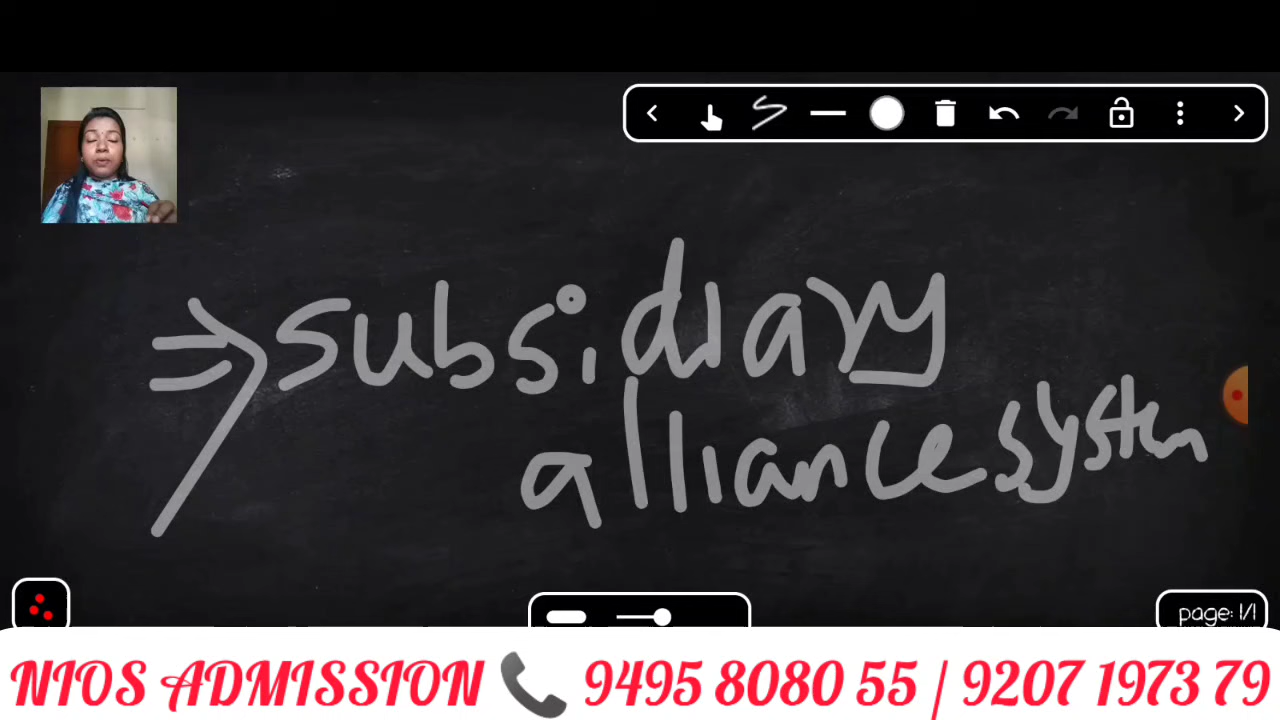 ⇒ subsidiary
alliance system
page: 1/1
NIOS ADMISSION 📞 9495 8080 55 / 9207 1973 79